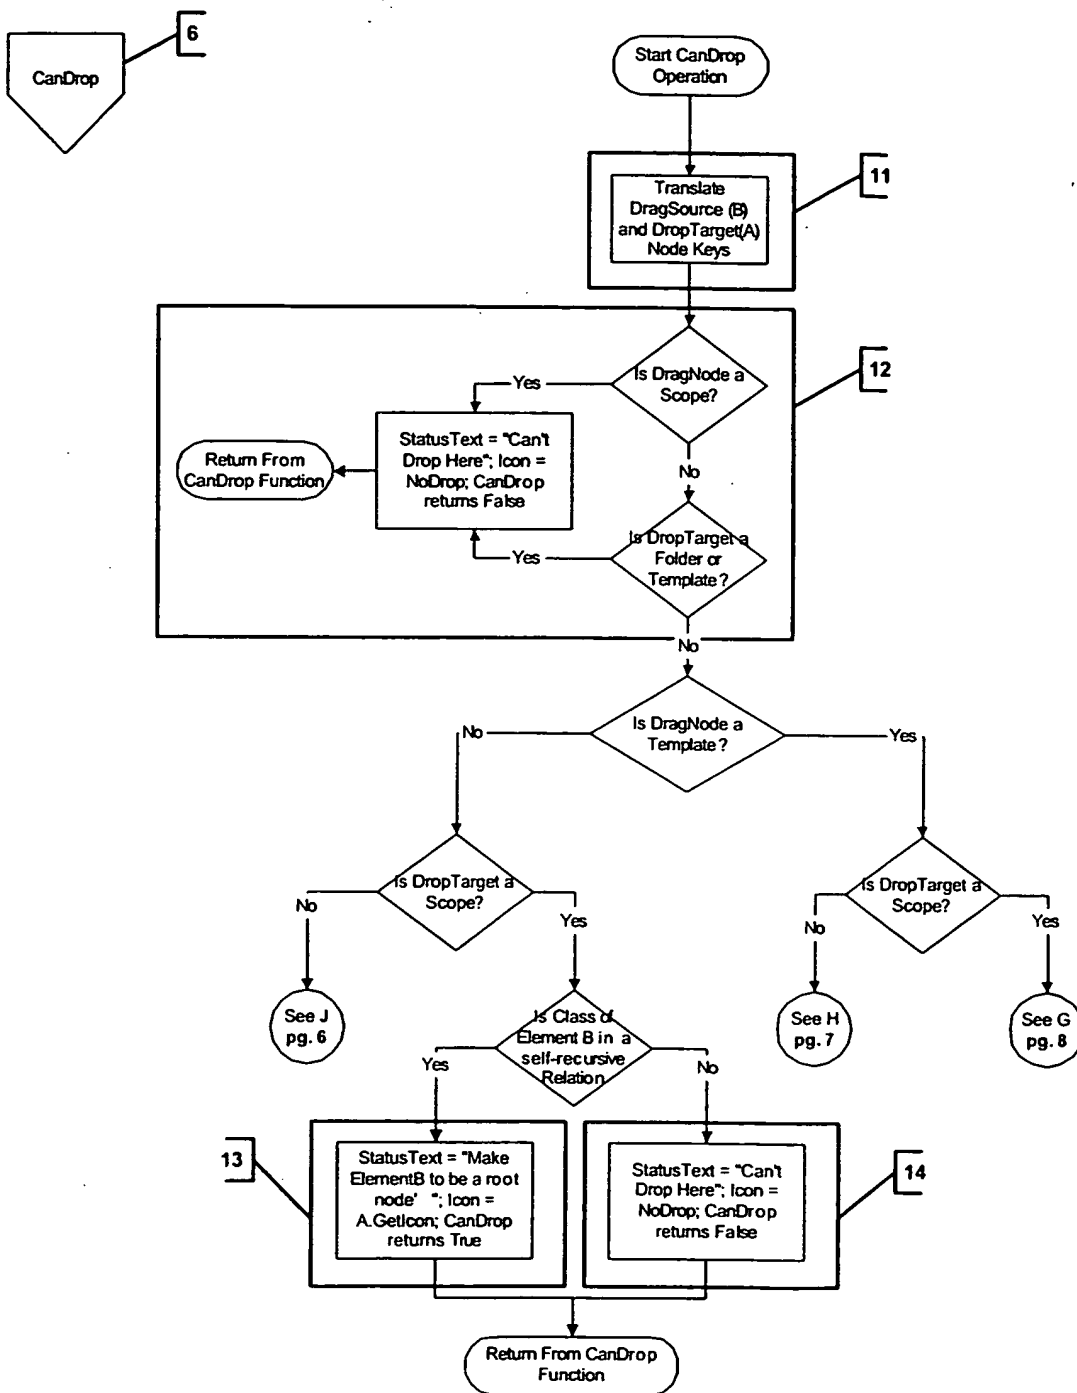 6
CanDrop
Start CanDrop
Operation
11
Translate
DragSource (B)
and DropTarget(A)
Node Keys
12
Is DragNode a
Scope?
Yes
StatusText = "Can't
Drop Here"; Icon =
NoDrop; CanDrop
returns False
Return From
CanDrop Function
No
Is DropTarget a
Folder or
Template?
Yes
No
Is DragNode a
Template?
No
Yes
Is DropTarget a
Scope?
Is DropTarget a
Scope?
No
Yes
No
Yes
See J
pg. 6
Is Class of
Element B in a
self-recursive
Relation
See H
pg. 7
See G
pg. 8
Yes
No
13
StatusText = "Make
ElementB to be a root
node' "; Icon =
A.GetIcon; CanDrop
returns True
StatusText = "Can't
Drop Here"; Icon =
NoDrop; CanDrop
returns False
14
Return From CanDrop
Function